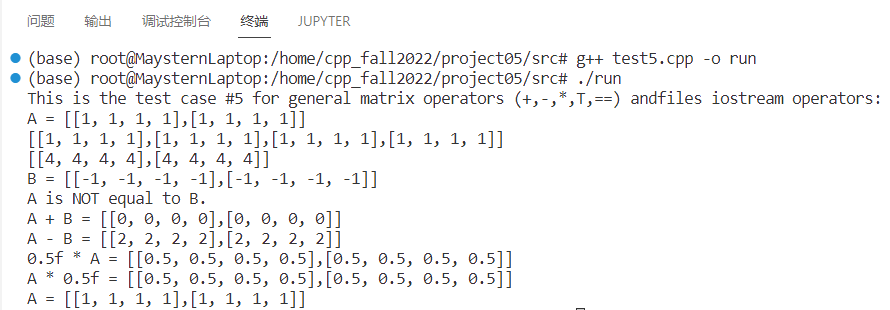 问题 输出 调试控制台 终端 JUPYTER
(base) root@MaysternLaptop:/home/cpp_fall2022/project05/src# g++ test5.cpp -o run
(base) root@MaysternLaptop:/home/cpp_fall2022/project05/src# ./run
This is the test case #5 for general matrix operators (+,-,*,T,==) andfiles iostream operators:
A = [[1, 1, 1, 1],[1, 1, 1, 1]]
[[1, 1, 1, 1],[1, 1, 1, 1],[1, 1, 1, 1],[1, 1, 1, 1]]
[[4, 4, 4, 4],[4, 4, 4, 4]]
B = [[-1, -1, -1, -1],[-1, -1, -1, -1]]
A is NOT equal to B.
A + B = [[0, 0, 0, 0],[0, 0, 0, 0]]
A - B = [[2, 2, 2, 2],[2, 2, 2, 2]]
0.5f * A = [[0.5, 0.5, 0.5, 0.5],[0.5, 0.5, 0.5, 0.5]]
A * 0.5f = [[0.5, 0.5, 0.5, 0.5],[0.5, 0.5, 0.5, 0.5]]
A = [[1, 1, 1, 1],[1, 1, 1, 1]]